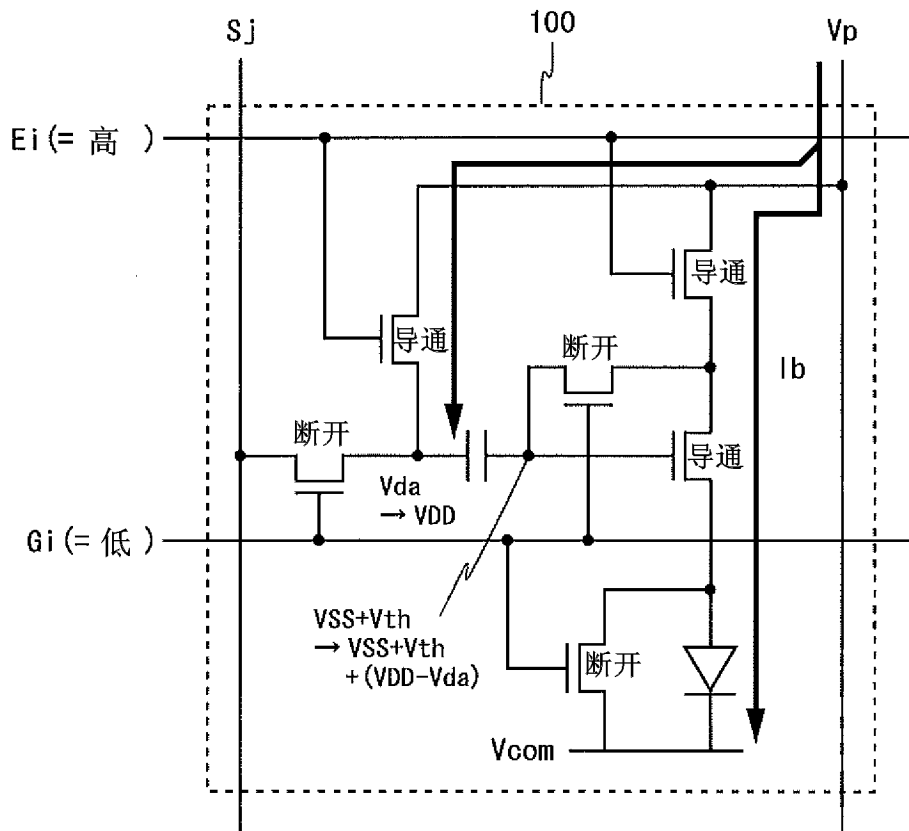 Sj
100
Vp
Ei(= 高 )
导通
导通
断开
Ib
断开
导通
Vda
→ VDD
Gi(= 低 )
VSS+Vth
→ VSS+Vth
+(VDD-Vda)
断开
Vcom